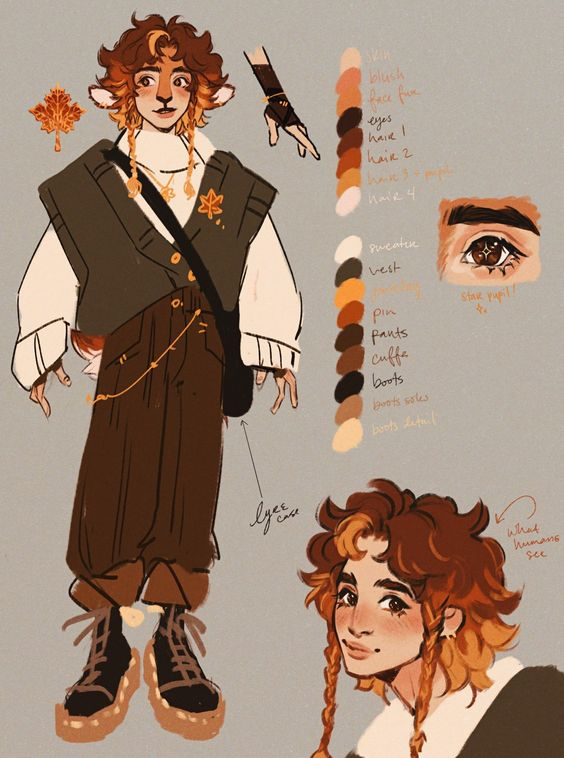 skin
blush
face fur
eyes
hair 1
hair 2
hair 3 + pupil
hair 4
sweater
vest
pin
pants
cuffs
boots
boots soles
boots detail
star pupil!
lyre
case
what
humans
see